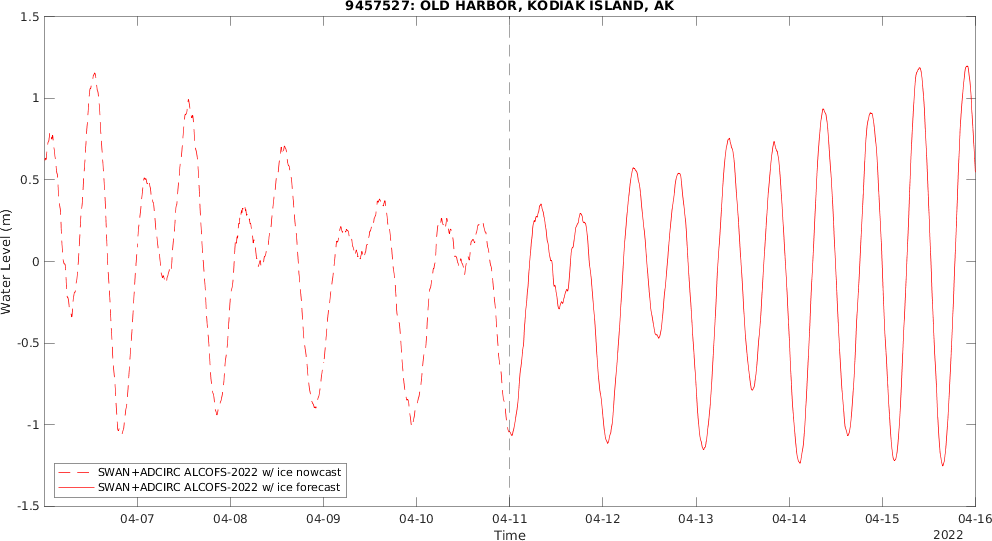 9457527: OLD HARBOR, KODIAK ISLAND, AK
1.5
1
0.5
0
-0.5
-1
-1.5
Water Level (m)
SWAN+ADCIRC ALCOFS-2022 w/ ice nowcast
SWAN+ADCIRC ALCOFS-2022 w/ ice forecast
04-07 04-08 04-09 04-10 04-11 04-12 04-13 04-14 04-15 04-16
Time
2022